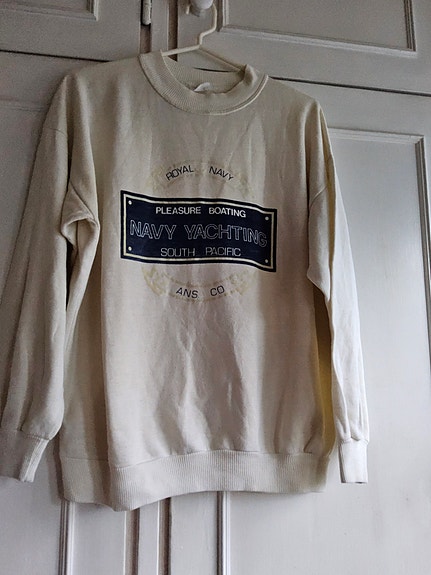 ROYAL NAVY
PLEASURE BOATING
NAVY YACHTING
SOUTH PACIFIC
ANS CO